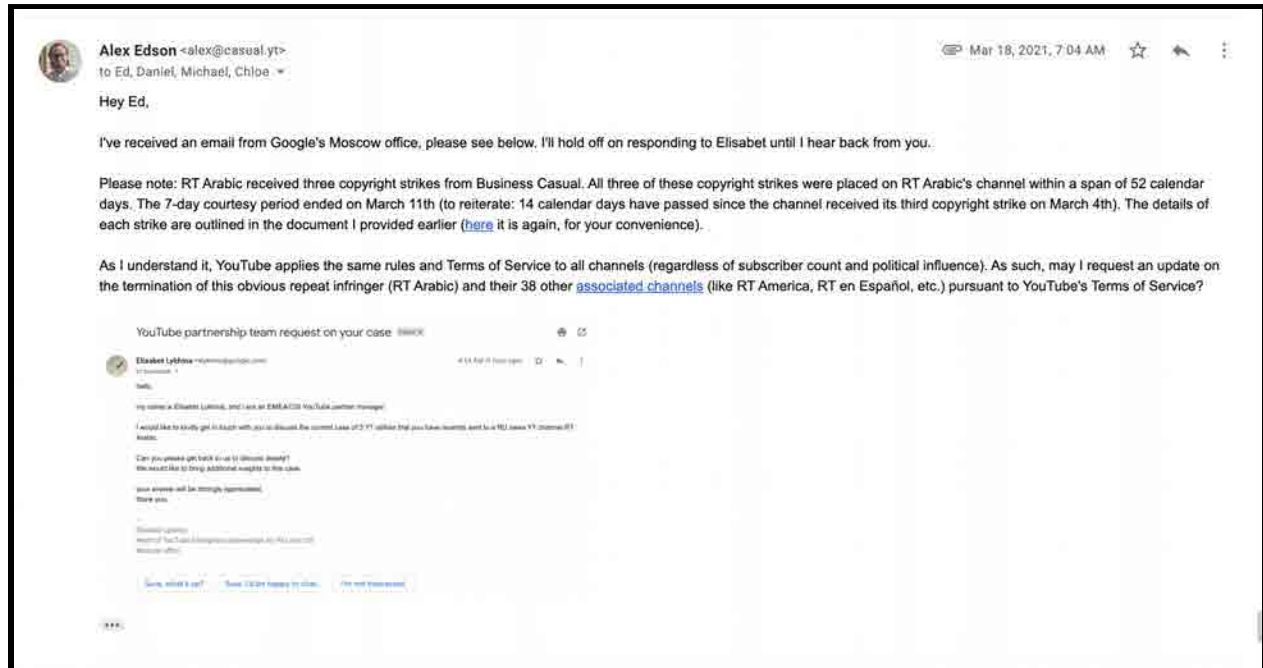 Alex Edson <alex@casual.yt>
Mar 18, 2021, 7:04 AM
to Ed, Daniel, Michael, Chloe
Hey Ed,
I've received an email from Google's Moscow office, please see below. I'll hold off on responding to Elisabet until I hear back from you.
Please note: RT Arabic received three copyright strikes from Business Casual. All three of these copyright strikes were placed on RT Arabic's channel within a span of 52 calendar
days. The 7-day courtesy period ended on March 11th (to reiterate: 14 calendar days have passed since the channel received its third copyright strike on March 4th). The details of
each strike are outlined in the document I provided earlier (here it is again, for your convenience).
As I understand it, YouTube applies the same rules and Terms of Service to all channels (regardless of subscriber count and political influence). As such, may I request an update on
the termination of this obvious repeat infringer (RT Arabic) and their 38 other associated channels (like RT America, RT en Español, etc.) pursuant to YouTube's Terms of Service?
YouTube partnership team request on your case
Elisabet
hello,
my name is Elisabet and I am an EMEA YouTube partner manager
I would like to kindly get in touch with you to discuss the current case of 3 YT strikes that you have recently sent to a RU news YT channel RT
Arabic.
Can you please get back to us to discuss
We would like to bring additional weights to this case.
your answer will be strongly appreciated,
thank you.
Moscow office
Sure, what's up?
Sure, I'd be happy to chat.
I'm not interested.